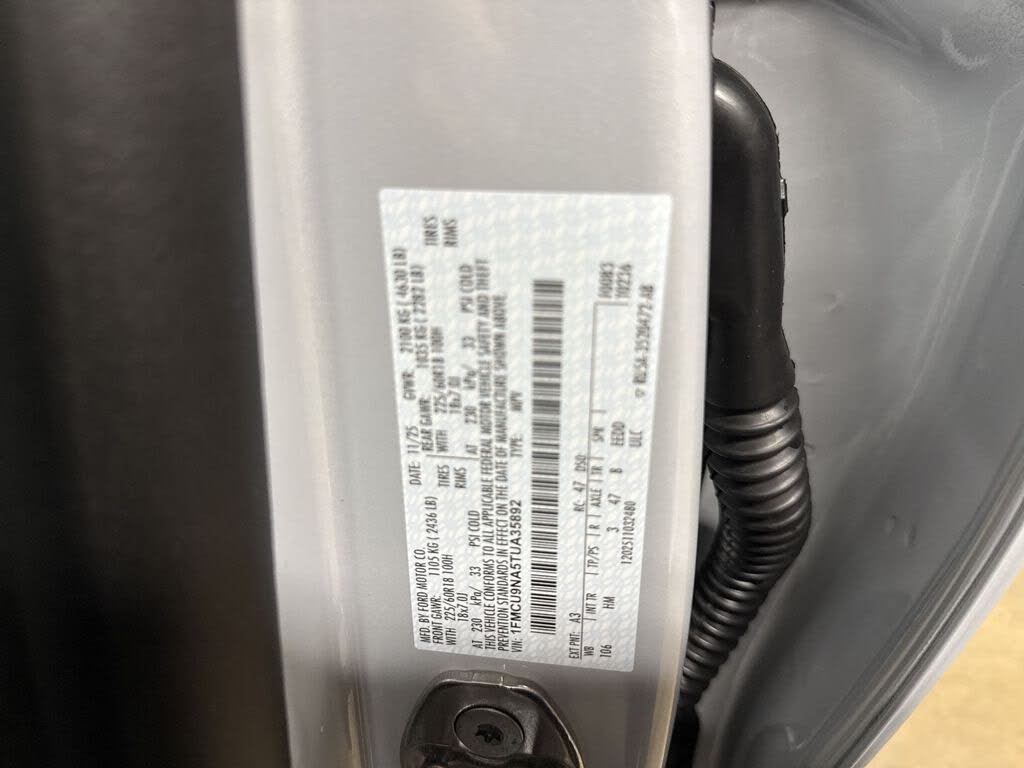 MFD. BY FORD MOTOR CO.
DATE: 11/25 GVWR: 2100 KG ( 4630 LB)
FRONT GAWR: 1105 KG ( 2436 LB) REAR GAWR: 1035 KG ( 2282 LB)
WITH 225/60R18 100H TIRES WITH 225/60R18 100H TIRES
18x7.0J RIMS 18x7.0J RIMS
AT 230 kPa/ 33 PSI COLD AT 230 kPa/ 33 PSI COLD
THIS VEHICLE CONFORMS TO ALL APPLICABLE FEDERAL MOTOR VEHICLE SAFETY AND THEFT
PREVENTION STANDARDS IN EFFECT ON THE DATE OF MANUFACTURE SHOWN ABOVE.
VIN: 1FMCU9NA5TUA35892 TYPE: MPV
EXT PNT: A3 RC: 47 DSO:
WB INT TR TP/PS R AXLE TR SPR
106 HM 3 47 8 EEDD
120251103248D ULC